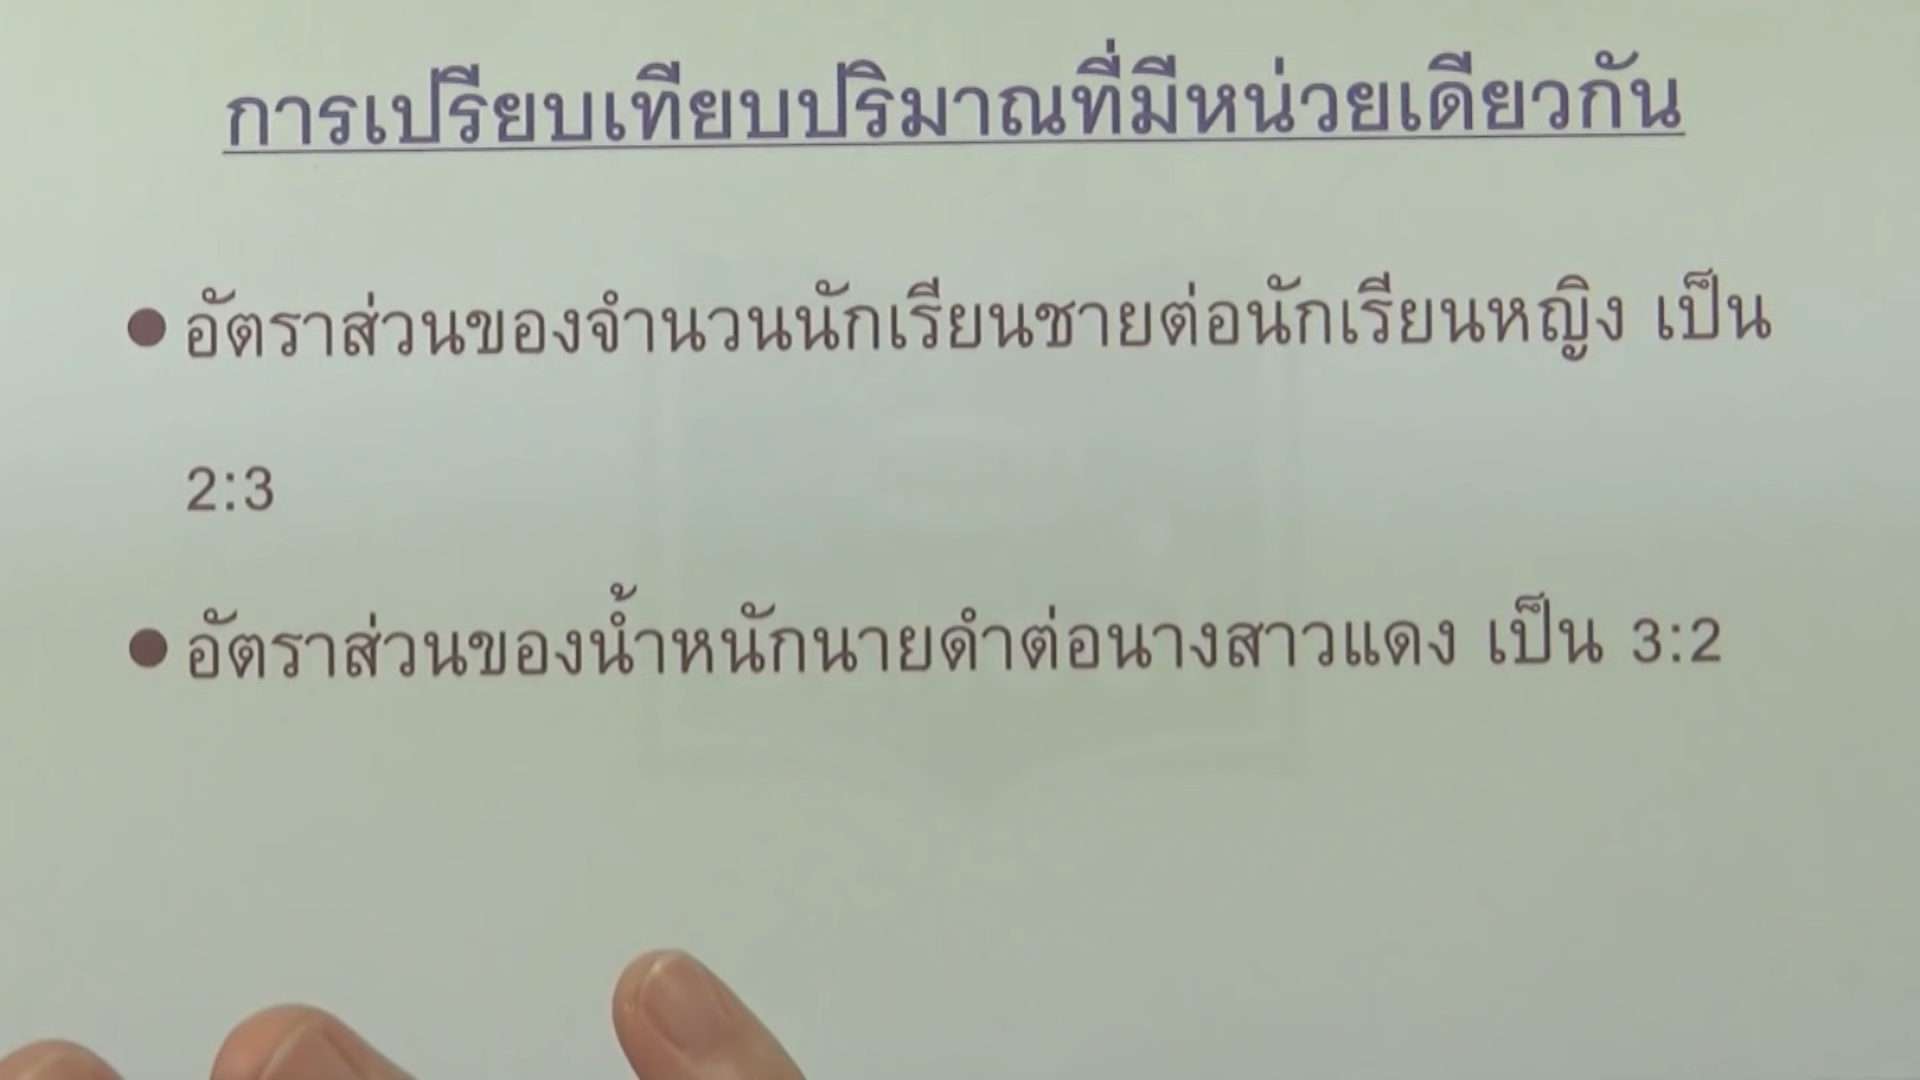 การเปรียบเทียบปริมาณที่มีหน่วยเดียวกัน
● อัตราส่วนของจำนวนนักเรียนชายต่อนักเรียนหญิง เป็น
2:3
● อัตราส่วนของน้ำหนักนายดำต่อนางสาวแดง เป็น 3:2